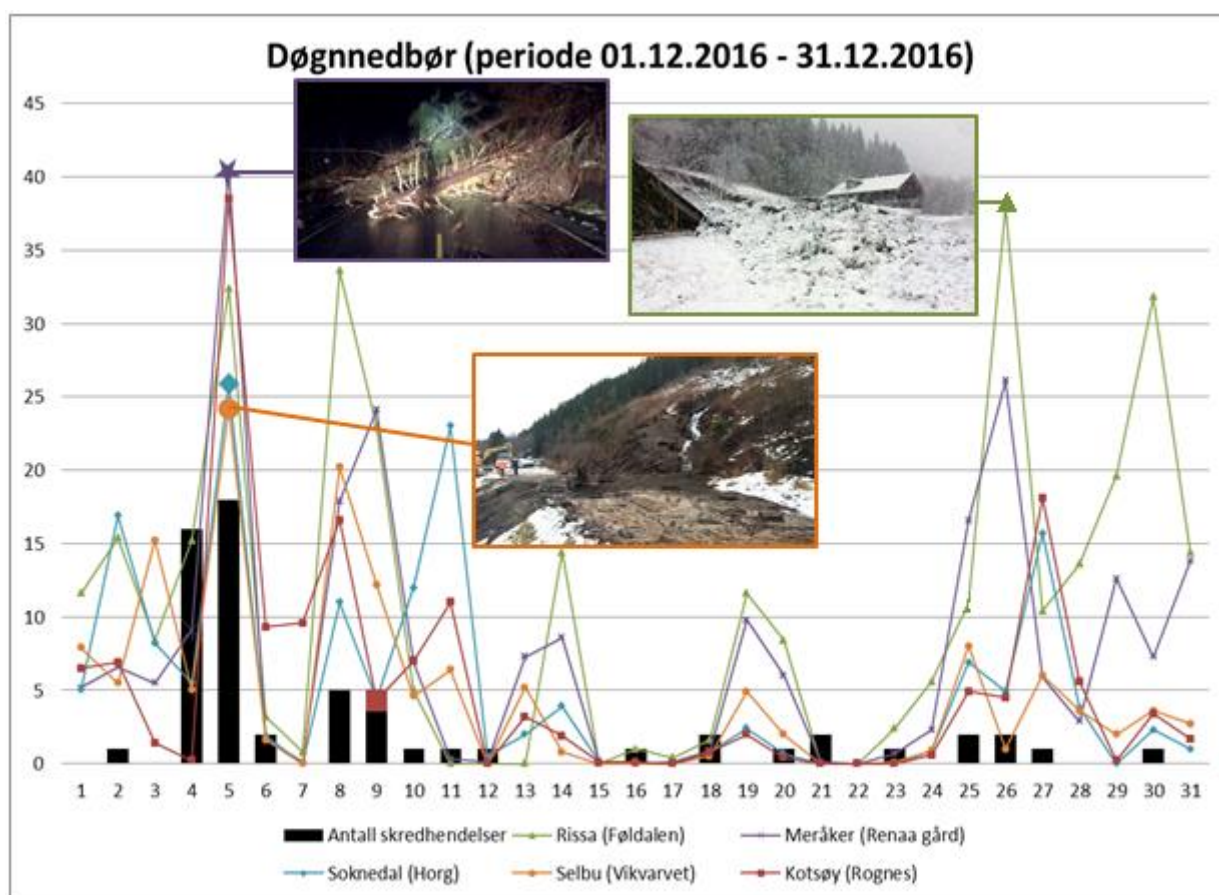 Døgnnedbør (periode 01.12.2016 - 31.12.2016)
45
40
35
30
25
20
15
10
5
0
1 2 3 4 5 6 7 8 9 10 11 12 13 14 15 16 17 18 19 20 21 22 23 24 25 26 27 28 29 30 31
Antall skredhendelser Rissa (Føldalen) Meråker (Renaa gård)
Soknedal (Horg) Selbu (Vikvarvet) Kotsøy (Rognes)